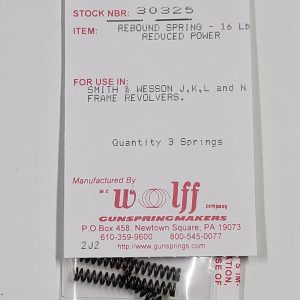 STOCK NBR: 30325
ITEM: REBOUND SPRING - 16 Lb
REDUCED POWER
FOR USE IN:
SMITH & WESSON J,K,L and N
FRAME REVOLVERS.
Quantity 3 Springs
Manufactured By:
W.C.
wolff
company
GUNSPRINGMAKERS
P.O.Box 458, Newtown Square, PA 19073
610-359-9600 800-545-0077
2J2 http://www.gunsprings.com